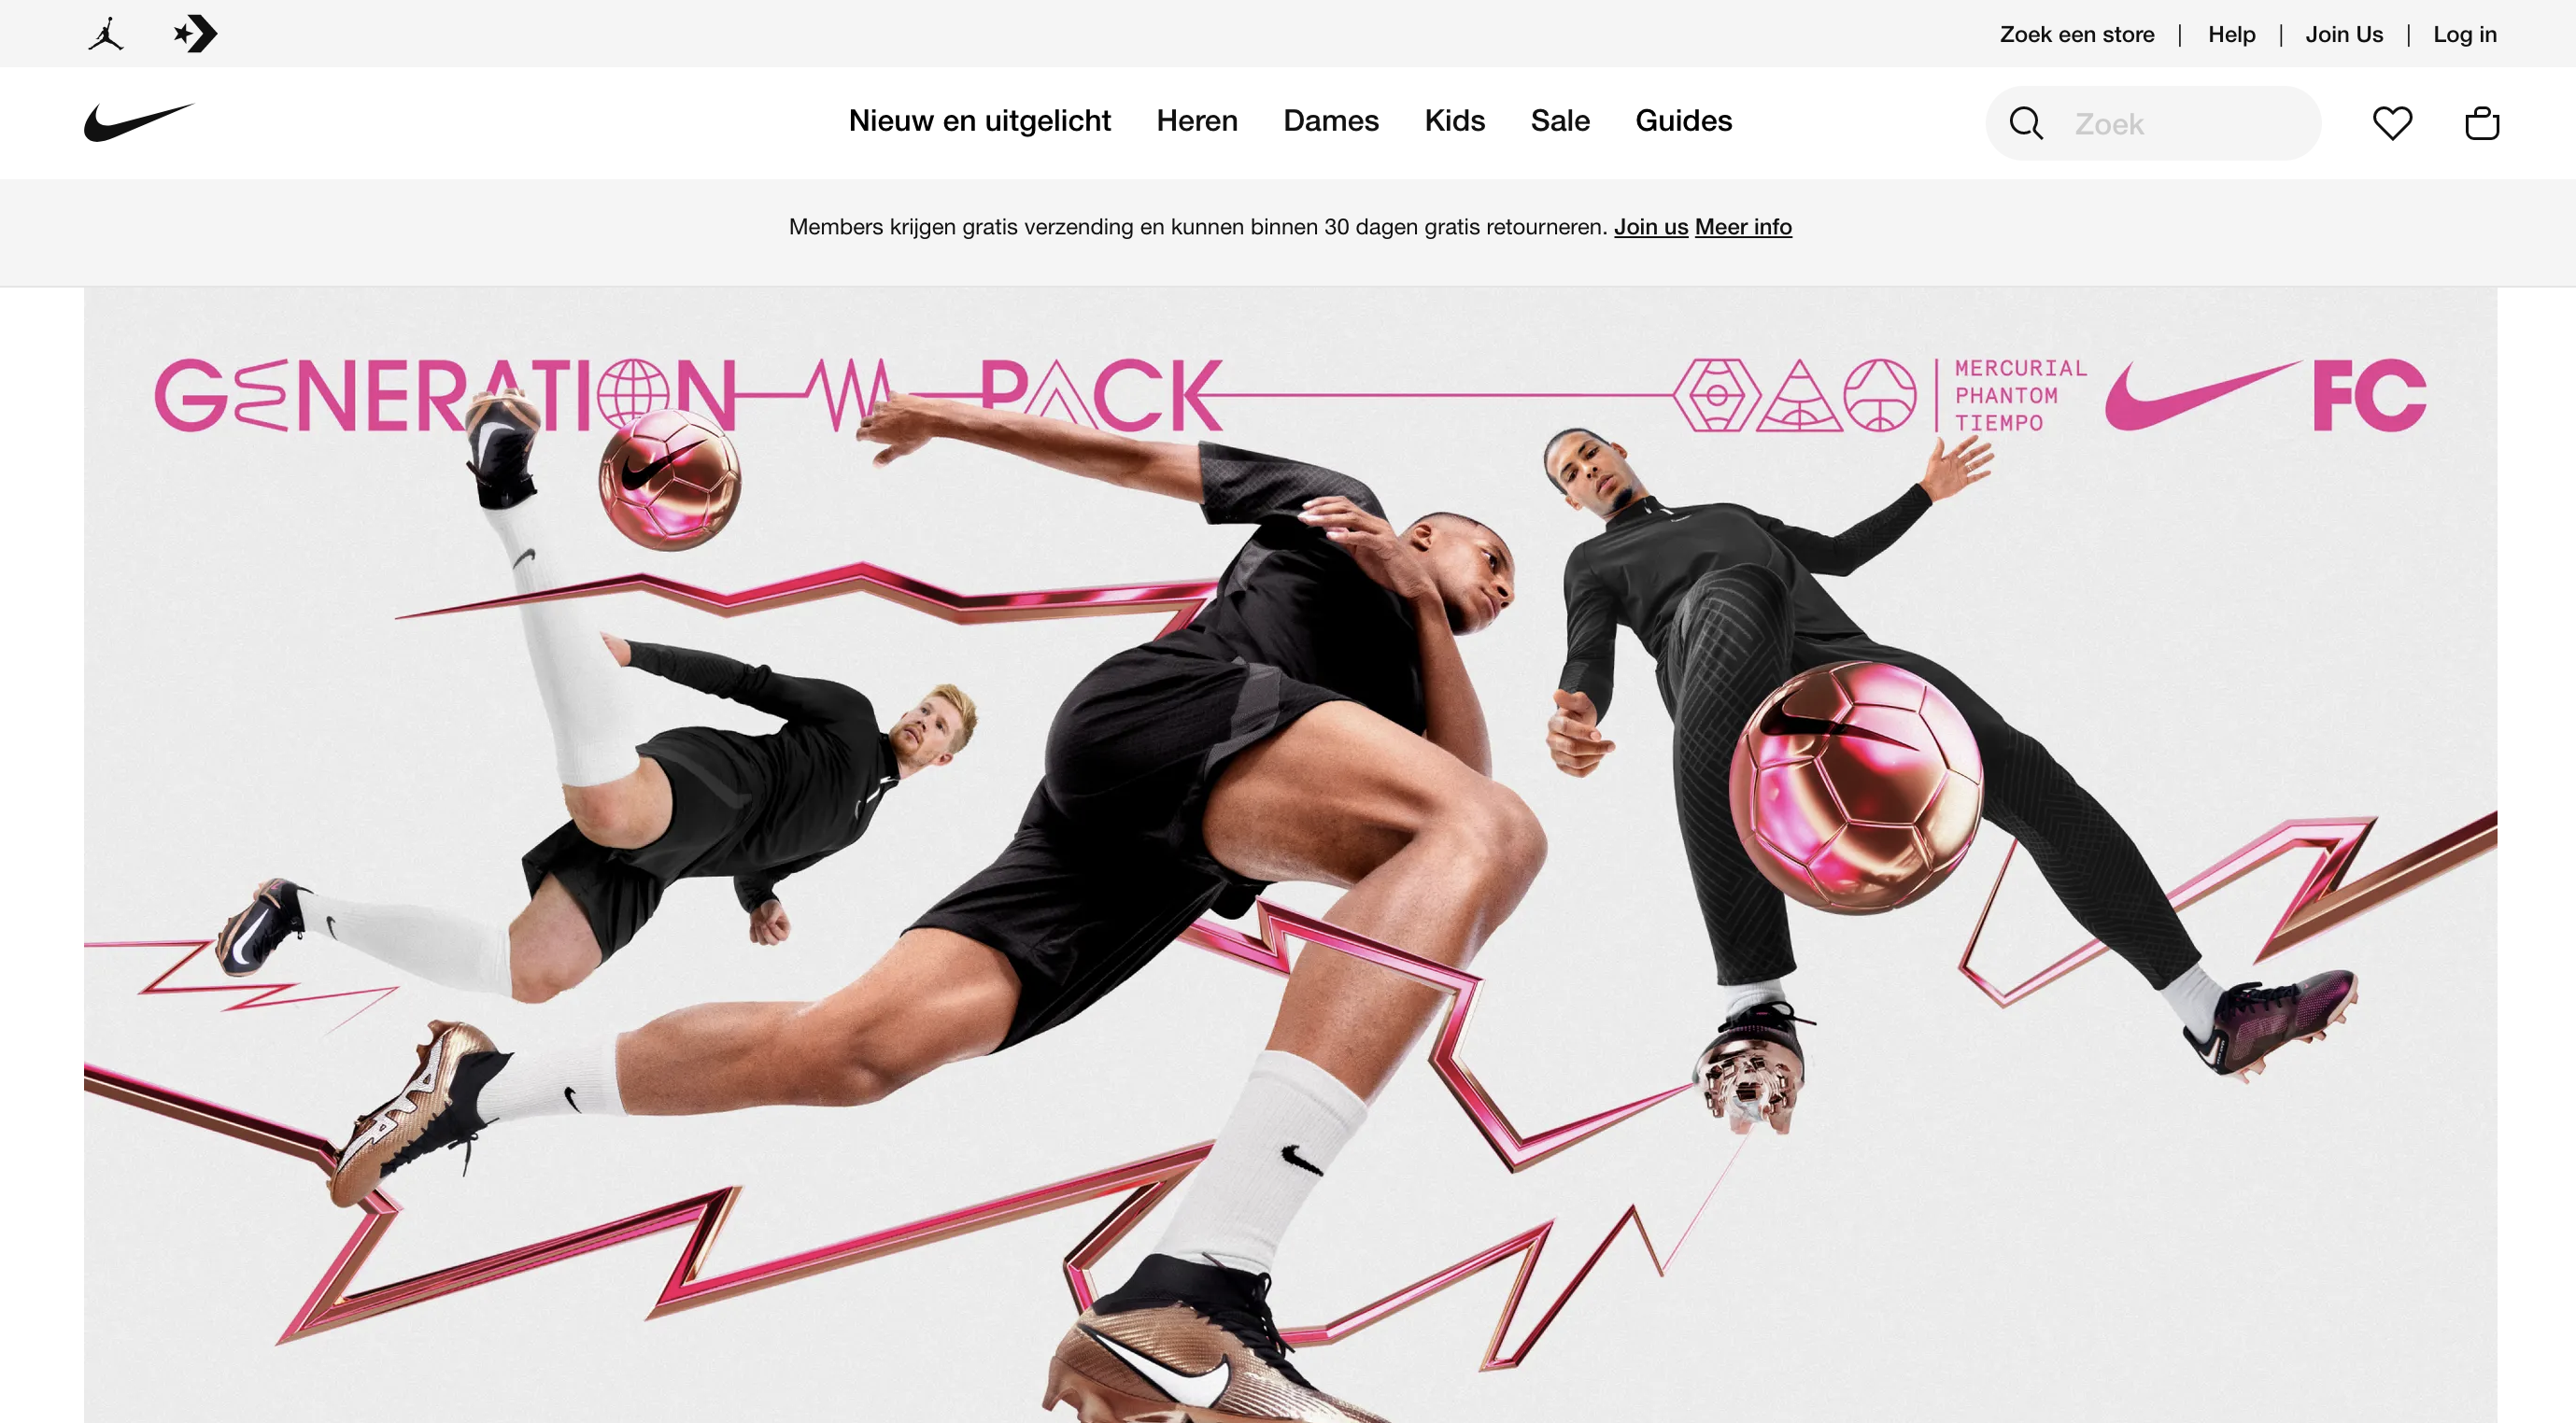 Zoek een store | Help | Join Us | Log in
Nieuw en uitgelicht Heren Dames Kids Sale Guides
Zoek
Members krijgen gratis verzending en kunnen binnen 30 dagen gratis retourneren. Join us Meer info
GENERATION PACK
MERCURIAL
PHANTOM
TIEMPO
FC